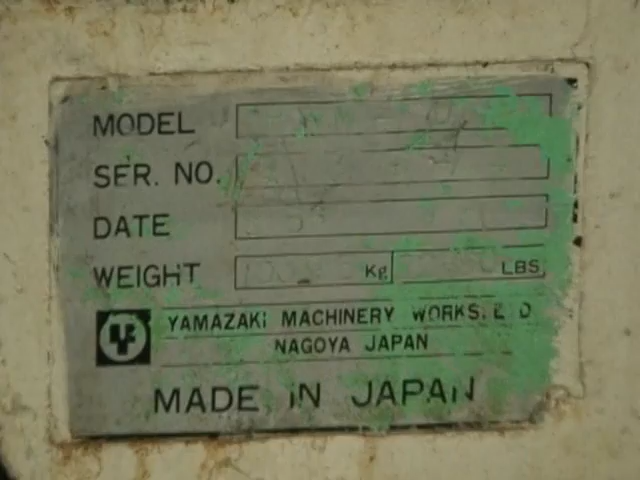 MODEL
SER. NO.
DATE
WEIGHT Kg LBS
YAMAZAKI MACHINERY WORKS.
NAGOYA JAPAN
MADE IN JAPAN